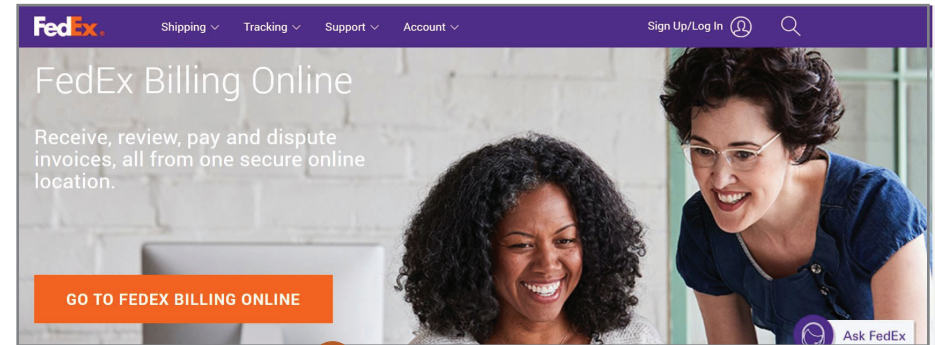 FedEx. Shipping Tracking Support Account Sign Up/Log In
FedEx Billing Online
Receive, review, pay and dispute
invoices, all from one secure online
location.
GO TO FEDEX BILLING ONLINE
Ask FedEx